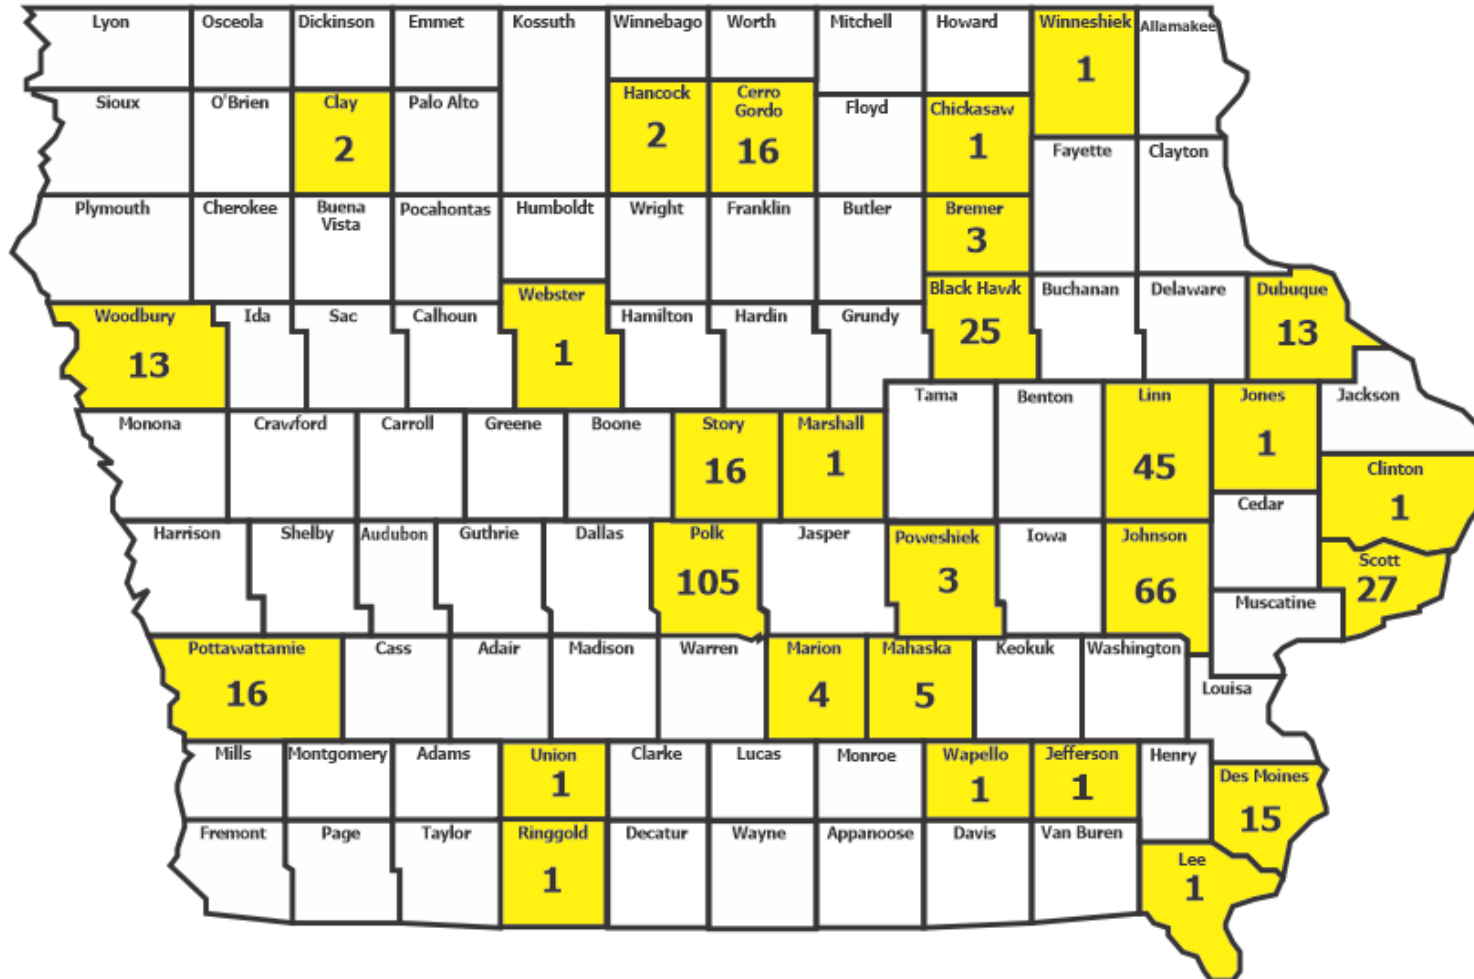 Lyon
Osceola
Dickinson
Emmet
Kossuth
Winnebago
Worth
Mitchell
Howard
Winneshiek
1
Allamakee
Sioux
O'Brien
Clay
2
Palo Alto
Hancock
2
Cerro
Gordo
16
Floyd
Chickasaw
1
Fayette
Clayton
Plymouth
Cherokee
Buena
Vista
Pocahontas
Humboldt
Wright
Franklin
Butler
Bremer
3
Woodbury
13
Ida
Sac
Calhoun
Webster
1
Hamilton
Hardin
Grundy
Black Hawk
25
Buchanan
Delaware
Dubuque
13
Monona
Crawford
Carroll
Greene
Boone
Story
16
Marshall
1
Tama
Benton
Linn
45
Jones
1
Jackson
Clinton
1
Cedar
Harrison
Shelby
Audubon
Guthrie
Dallas
Polk
105
Jasper
Poweshiek
3
Iowa
Johnson
66
Scott
27
Muscatine
Pottawattamie
16
Cass
Adair
Madison
Warren
Marion
4
Mahaska
5
Keokuk
Washington
Louisa
Mills
Montgomery
Adams
Union
1
Clarke
Lucas
Monroe
Wapello
1
Jefferson
1
Henry
Des Moines
15
Fremont
Page
Taylor
Ringgold
1
Decatur
Wayne
Appanoose
Davis
Van Buren
Lee
1